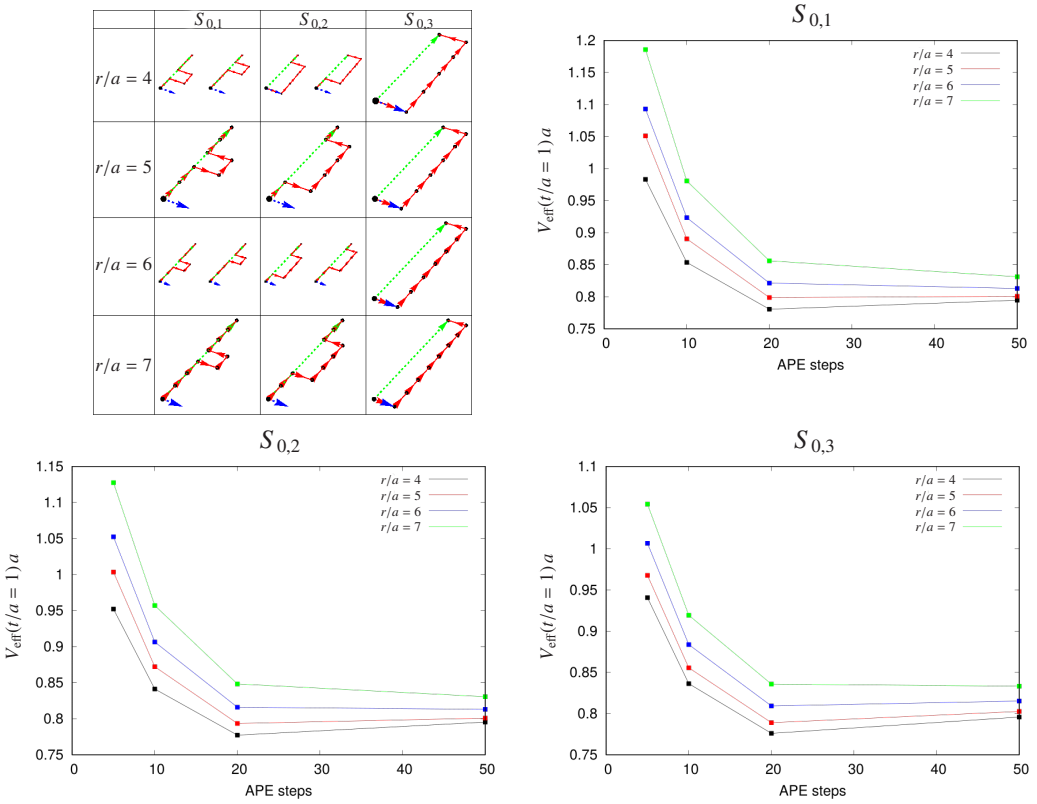 S0,1 S0,2 S0,3
r/a = 4
r/a = 5
r/a = 6
r/a = 7
S0,1
r/a = 4
r/a = 5
r/a = 6
r/a = 7
1.2
1.15
1.1
1.05
1
0.95
0.9
0.85
0.8
0.75
Veff(t/a = 1) a
0 10 20 30 40 50
APE steps
S0,2
r/a = 4
r/a = 5
r/a = 6
r/a = 7
1.15
1.1
1.05
1
0.95
0.9
0.85
0.8
0.75
Veff(t/a = 1) a
0 10 20 30 40 50
APE steps
S0,3
r/a = 4
r/a = 5
r/a = 6
r/a = 7
1.1
1.05
1
0.95
0.9
0.85
0.8
0.75
Veff(t/a = 1) a
0 10 20 30 40 50
APE steps